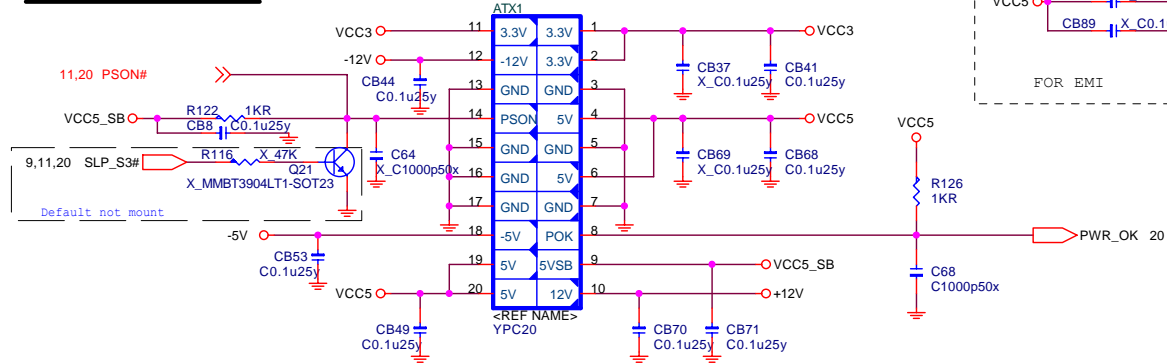 ATX1
VCC3 11 3.3V 3.3V 1 VCC3
-12V 12 -12V 3.3V 2
13 GND GND 3
14 PSON 5V 4 VCC5
15 GND GND 5
16 GND 5V 6
17 GND GND 7
-5V 18 -5V POK 8
19 5V 5VSB 9 VCC5_SB
VCC5 20 5V 12V 10 +12V
<REF NAME>
YPC20
11,20 PSON#
CB44
C0.1u25y
VCC5_SB R122 1KR
CB8 C0.1u25y
9,11,20 SLP_S3# R116 X_47K
Q21
X_MMBT3904LT1-SOT23
Default not mount
C64
X_C1000p50x
CB53
C0.1u25y
CB49
C0.1u25y
CB37
X_C0.1u25y
CB41
C0.1u25y
CB69
X_C0.1u25y
CB68
C0.1u25y
CB70
C0.1u25y
CB71
C0.1u25y
VCC5
R126
1KR
PWR_OK 20
C68
C1000p50x
VCC5
CB89 X_C0.1
FOR EMI